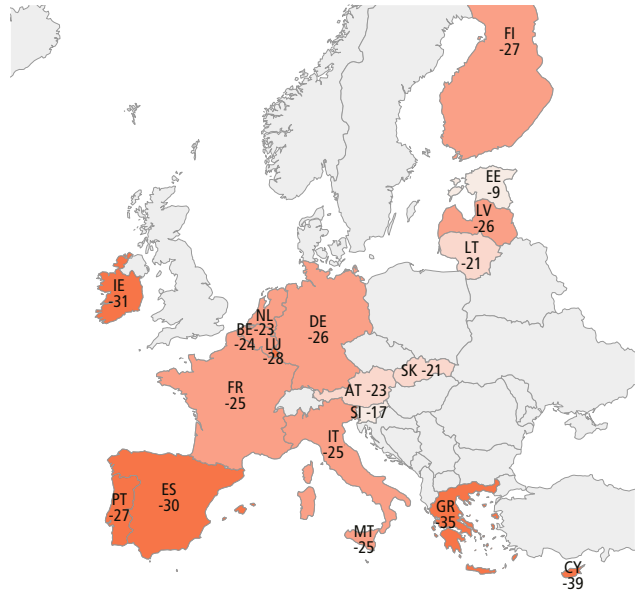 FI
-27
EE
-9
LV
-26
LT
-21
IE
-31
NL
BE -23
-24
LU
-28
DE
-26
SK -21
AT -23
SI -17
FR
-25
IT
-25
PT
-27
ES
-30
GR
-35
MT
-25
CY
-39